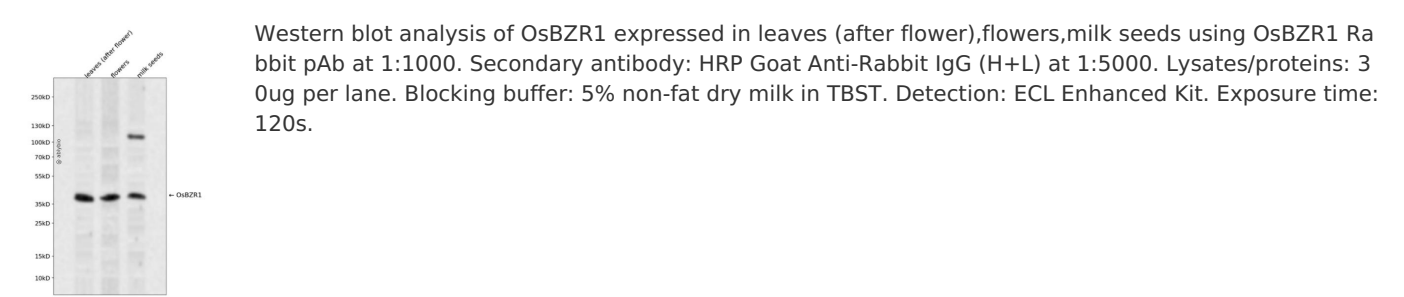 leaves (after flower)
flowers
milk seeds
250kD
130kD
100kD
70kD
55kD
35kD
25kD
15kD
10kD
@ ablybio
← OsBZR1
Western blot analysis of OsBZR1 expressed in leaves (after flower),flowers,milk seeds using OsBZR1 Ra
bbit pAb at 1:1000. Secondary antibody: HRP Goat Anti-Rabbit IgG (H+L) at 1:5000. Lysates/proteins: 3
0ug per lane. Blocking buffer: 5% non-fat dry milk in TBST. Detection: ECL Enhanced Kit. Exposure time:
120s.